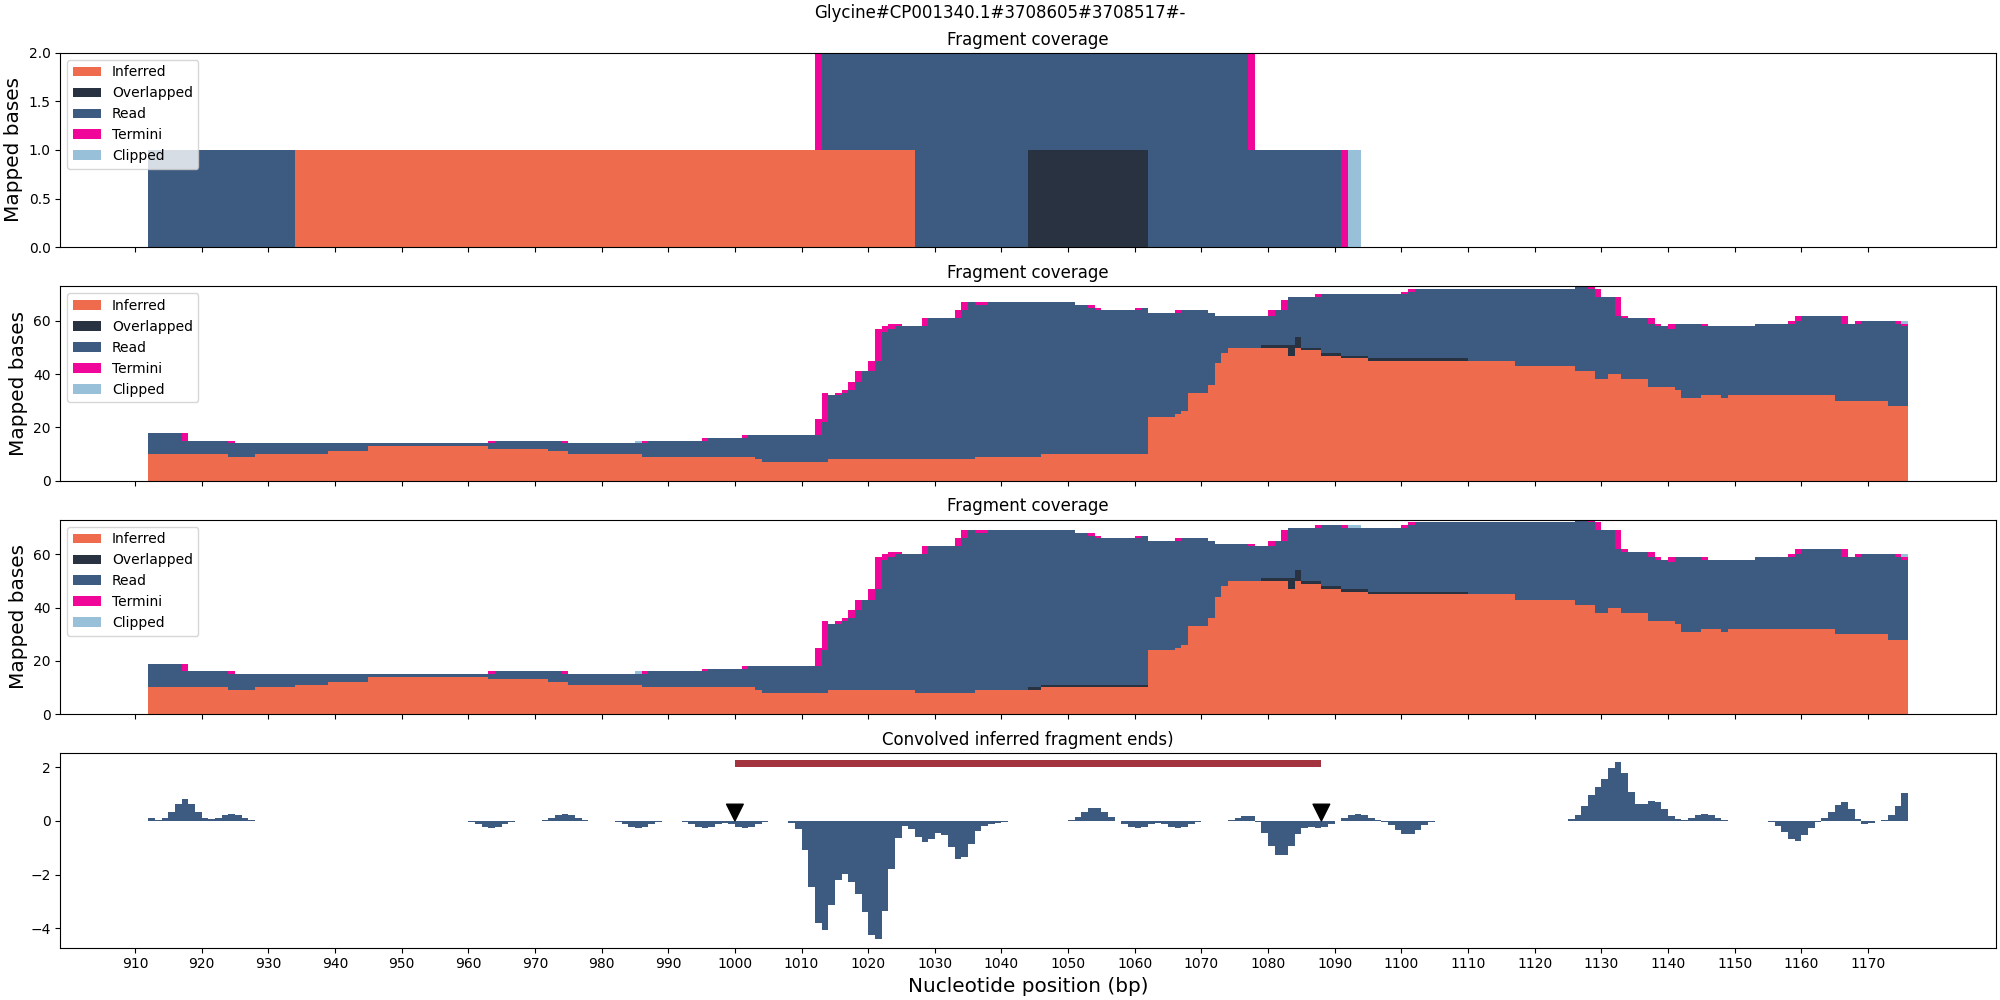 Glycine#CP001340.1#3708605#3708517#-
Fragment coverage
Mapped bases
2.0
1.5
1.0
0.5
0.0
Inferred
Overlapped
Read
Termini
Clipped
Fragment coverage
Mapped bases
60
40
20
0
Inferred
Overlapped
Read
Termini
Clipped
Fragment coverage
Mapped bases
60
40
20
0
Inferred
Overlapped
Read
Termini
Clipped
Convolved inferred fragment ends)
2
0
−2
−4
910 920 930 940 950 960 970 980 990 1000 1010 1020 1030 1040 1050 1060 1070 1080 1090 1100 1110 1120 1130 1140 1150 1160 1170
Nucleotide position (bp)